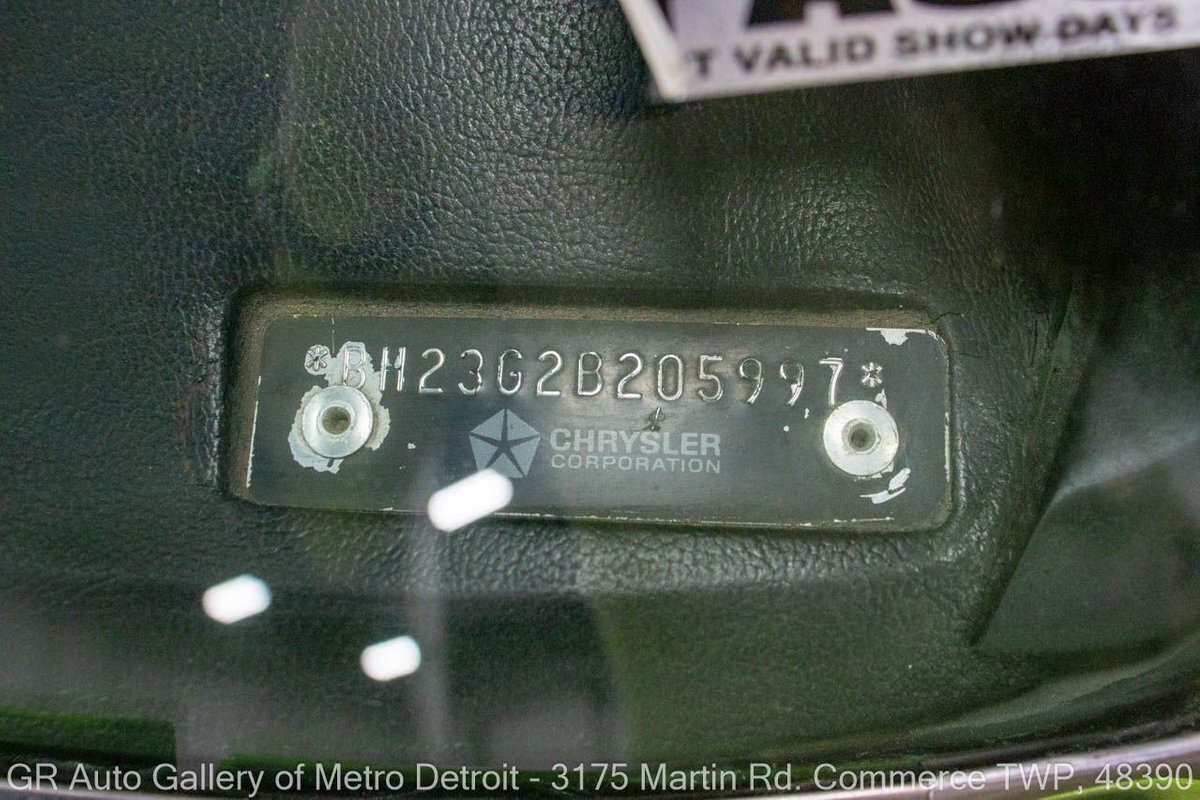 T VALID SHOW DAYS
*BH23G2B205997*
CHRYSLER
CORPORATION
GR Auto Gallery of Metro Detroit - 3175 Martin Rd. Commerce TWP, 48390